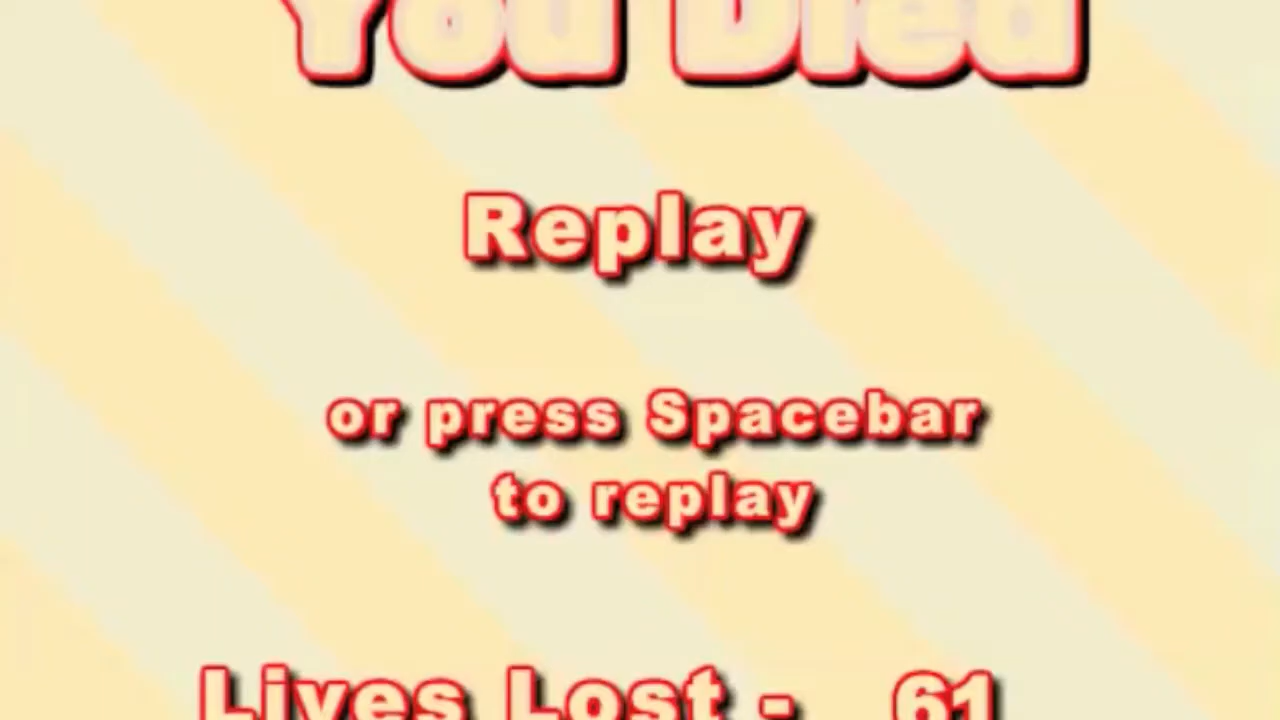 You Died
Replay
or press Spacebar
to replay
Lives Lost - 61